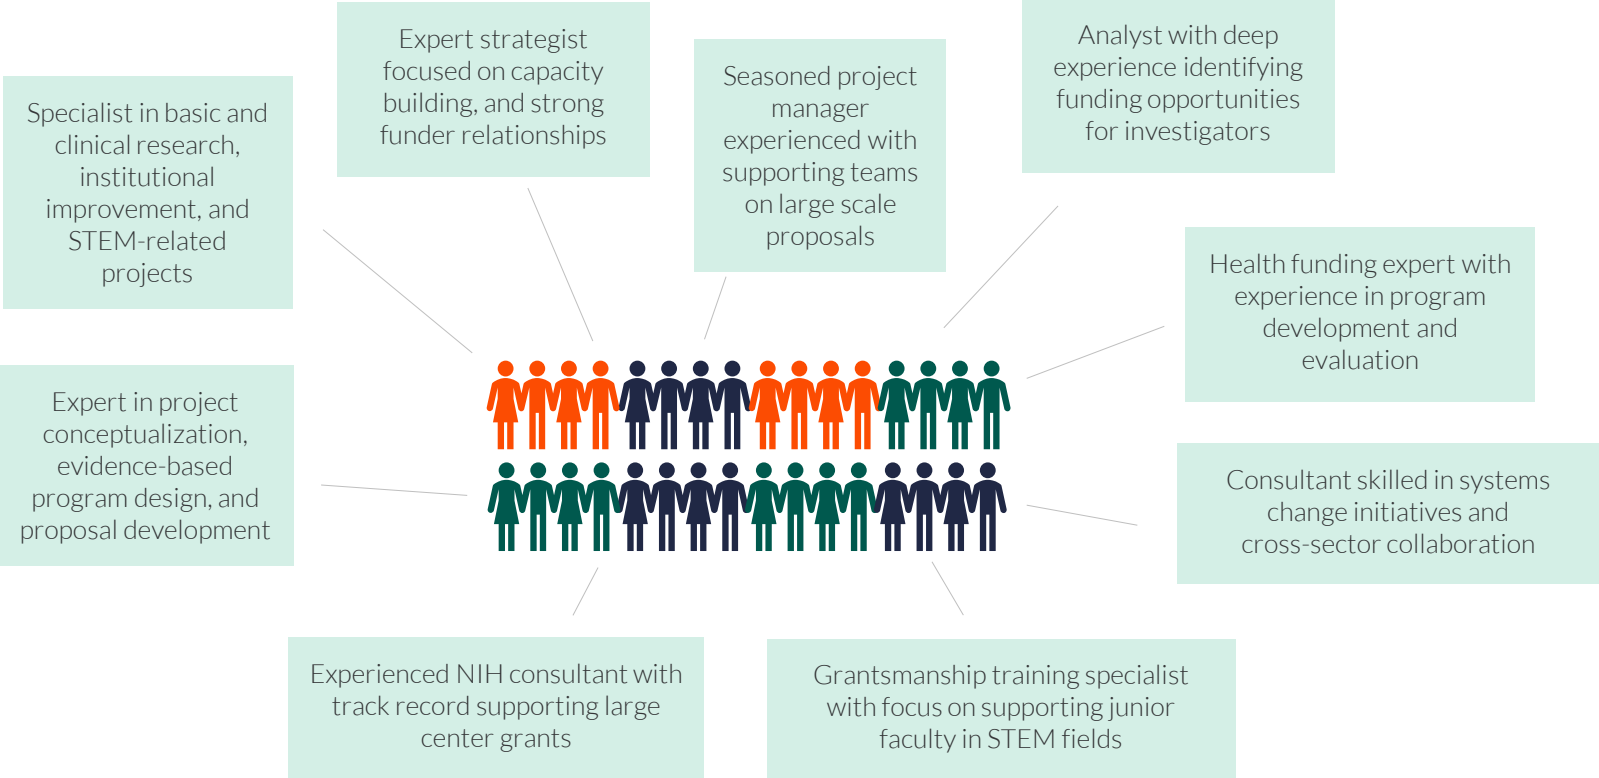 Expert strategist
focused on capacity
building, and strong
funder relationships
Seasoned project
manager
experienced with
supporting teams
on large scale
proposals
Analyst with deep
experience identifying
funding opportunities
for investigators
Specialist in basic and
clinical research,
institutional
improvement, and
STEM-related
projects
Health funding expert with
experience in program
development and
evaluation
Expert in project
conceptualization,
evidence-based
program design, and
proposal development
Consultant skilled in systems
change initiatives and
cross-sector collaboration
Experienced NIH consultant with
track record supporting large
center grants
Grantsmanship training specialist
with focus on supporting junior
faculty in STEM fields